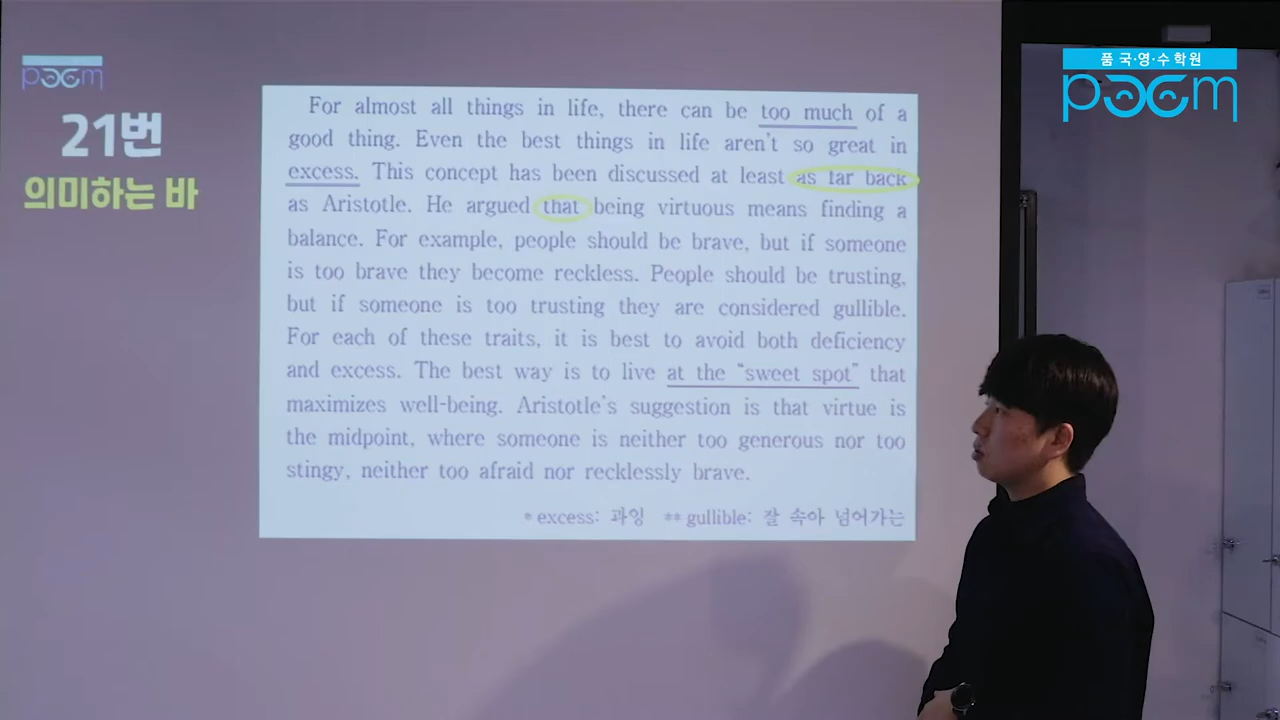 poom
품 국·영·수 학원
poom
21번
의미하는 바
For almost all things in life, there can be too much of a
good thing. Even the best things in life aren't so great in
excess. This concept has been discussed at least as far back
as Aristotle. He argued that being virtuous means finding a
balance. For example, people should be brave, but if someone
is too brave they become reckless. People should be trusting,
but if someone is too trusting they are considered gullible.
For each of these traits, it is best to avoid both deficiency
and excess. The best way is to live at the “sweet spot” that
maximizes well-being. Aristotle's suggestion is that virtue is
the midpoint, where someone is neither too generous nor too
stingy, neither too afraid nor recklessly brave.
* excess: 과잉 ** gullible: 잘 속아 넘어가는